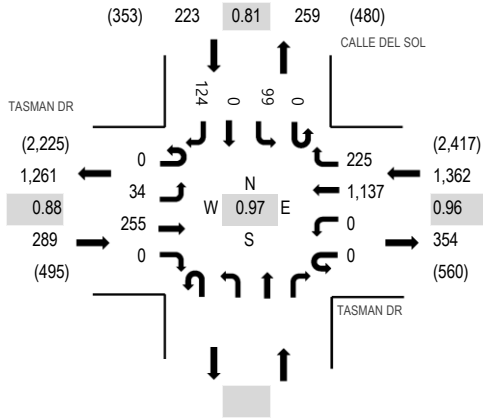 (353) 223 0.81 259 (480)
CALLE DEL SOL
124 0 99 0
TASMAN DR
(2,225) (2,417)
0 225
1,261 1,362
N
34 1,137
0.88 W 0.97 E 0.96
255 0
289 S 354
0 0
(495) (560)
TASMAN DR